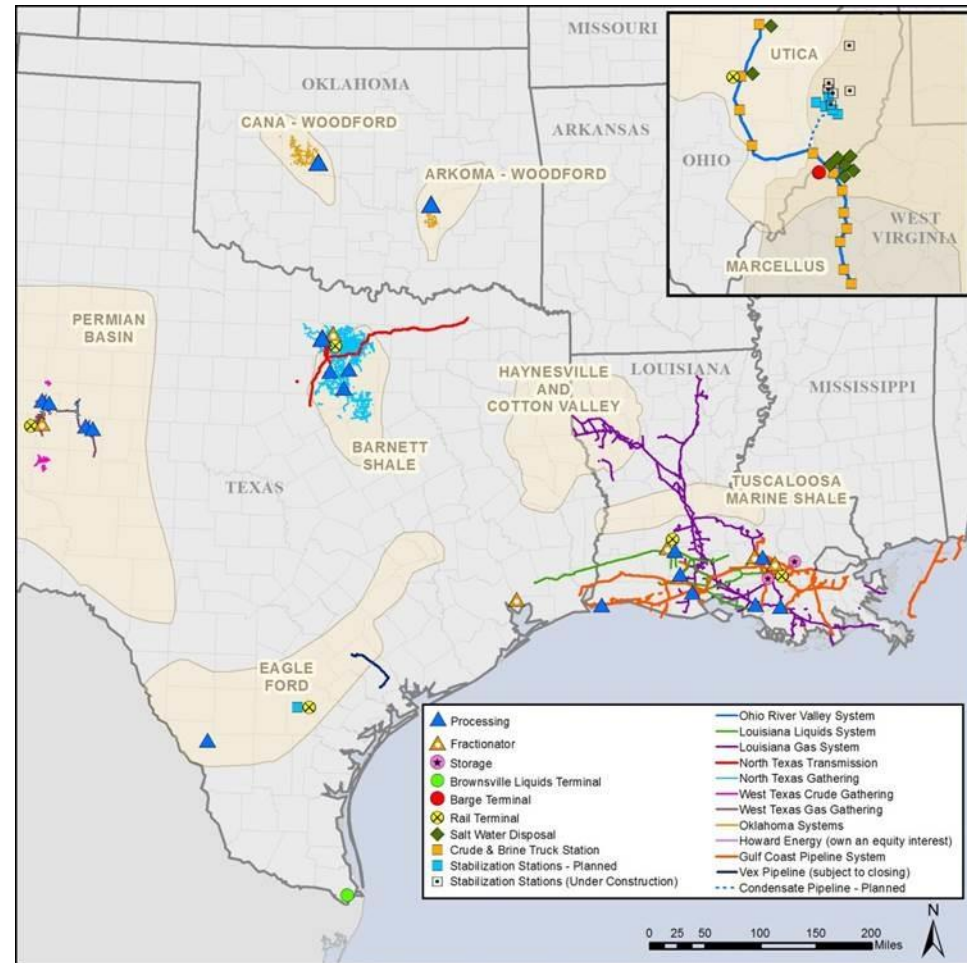 MISSOURI
OKLAHOMA
CANA - WOODFORD
ARKANSAS
ARKOMA - WOODFORD
UTICA
OHIO
WEST
VIRGINIA
MARCELLUS
PERMIAN
BASIN
HAYNESVILLE
AND
COTTON VALLEY
LOUISIANA
MISSISSIPPI
BARNETT
SHALE
TEXAS
TUSCALOOSA
MARINE SHALE
EAGLE
FORD
Processing
Fractionator
Storage
Brownsville Liquids Terminal
Barge Terminal
Rail Terminal
Salt Water Disposal
Crude & Brine Truck Station
Stabilization Stations - Planned
Stabilization Stations (Under Construction)
Ohio River Valley System
Louisiana Liquids System
Louisiana Gas System
North Texas Transmission
North Texas Gathering
West Texas Crude Gathering
West Texas Gas Gathering
Oklahoma Systems
Howard Energy (own an equity interest)
Gulf Coast Pipeline System
Vex Pipeline (subject to closing)
Condensate Pipeline - Planned
N
0 25 50 100 150 200
Miles